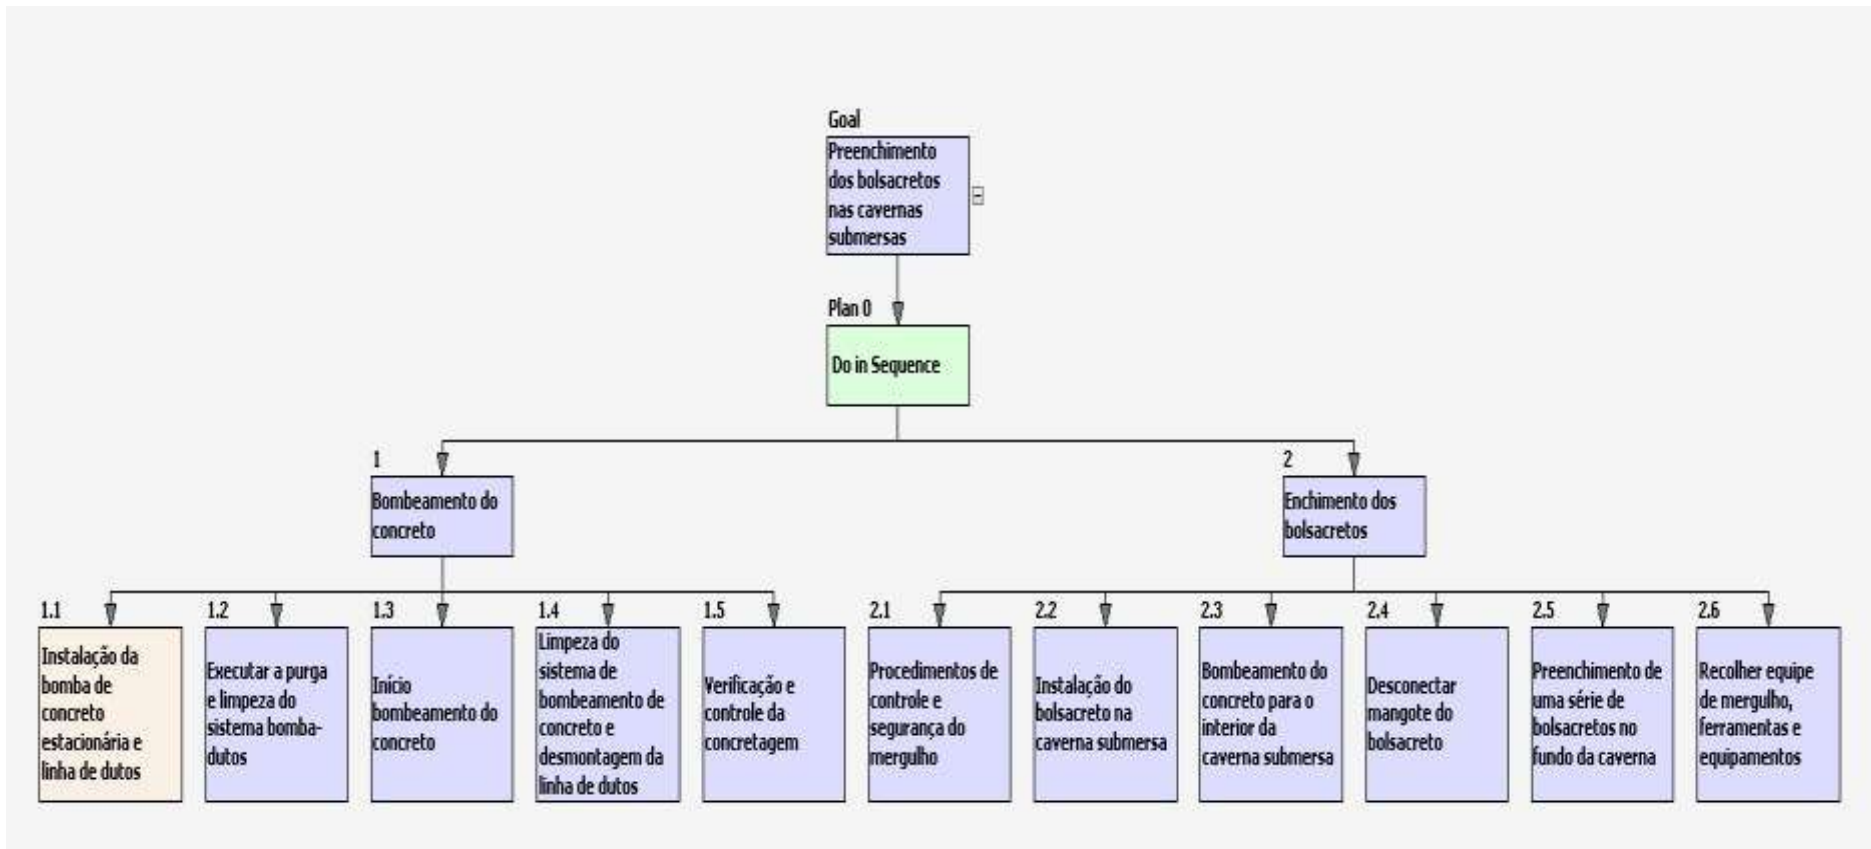 Goal
Preenchimento
dos bolsacretos
nas cavernas
submersas
Plan 0
Do in Sequence
1
Bombeamento do
concreto
2
Enchimento dos
bolsacretos
1.1
Instalação da
bomba de
concreto
estacionária e
linha de dutos
1.2
Executar a purga
e limpeza do
sistema bomba-
dutos
1.3
Início
bombeamento do
concreto
1.4
Limpeza do
sistema de
bombeamento de
concreto e
desmontagem da
linha de dutos
1.5
Verificação e
controle da
concretagem
2.1
Procedimentos de
controle e
segurança do
mergulho
2.2
Instalação do
bolsacreto na
caverna submersa
2.3
Bombeamento do
concreto para o
interior da
caverna submersa
2.4
Desconectar
mangote do
bolsacreto
2.5
Preenchimento de
uma série de
bolsacretos no
fundo da caverna
2.6
Recolher equipe
de mergulho,
ferramentas e
equipamentos